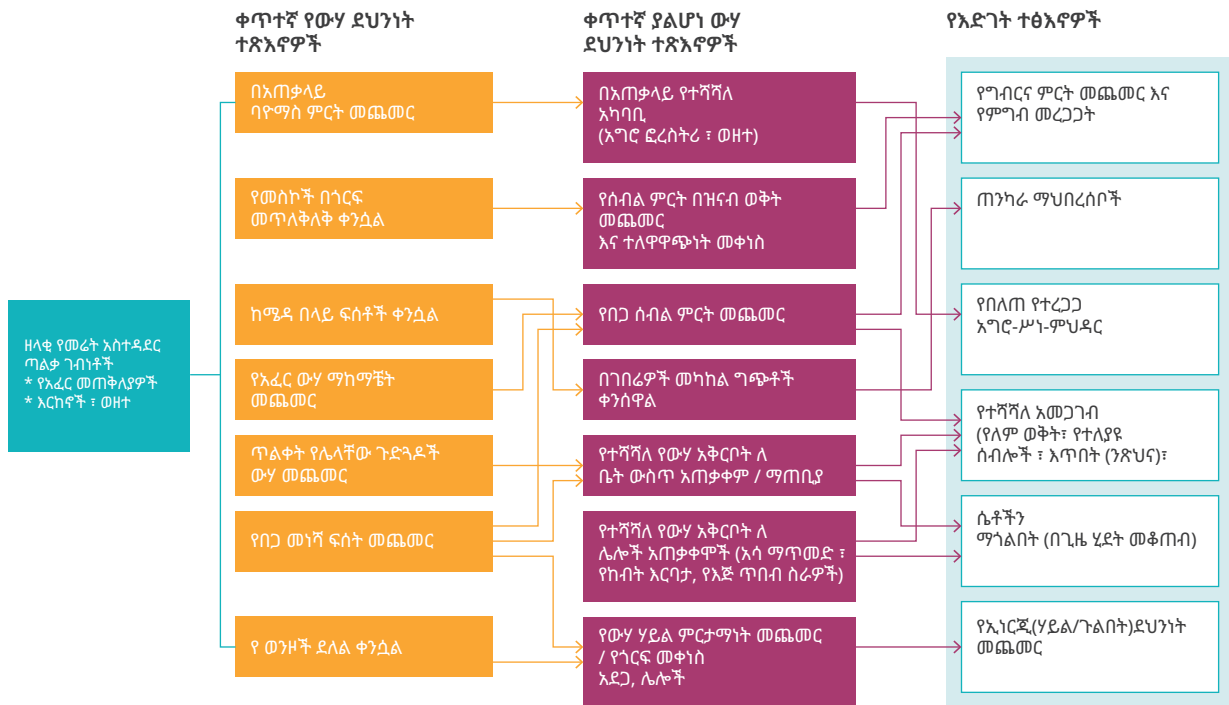 ቀጥተኛ የውሃ ደህንነት
ተጽእኖዎች
ቀጥተኛ ያልሆነ ውሃ
ደህንነት ተጽእኖዎች
የእድገት ተፅእኖዎች
ዘላቂ የመሬት አስተዳደር
ጣልቃ ገብነቶች
* የአፈር መጠቅለያዎች
* እርከኖች ፣ ወዘተ
በአጠቃላይ
ባዮማስ ምርት መጨመር
የመስኮች በጎርፍ
መጥለቅለቅ ቀንሷል
ከሜዳ በላይ ፍሰቶች ቀንሷል
የአፈር ውሃ ማከማቼት
መጨመር
ጥልቀት የሌላቸው ጉድጓዶች
ውሃ መጨመር
የበጋ መነሻ ፍሰት መጨመር
የ ወንዞች ደለል ቀንሷል
በአጠቃላይ የተሻሻለ
አካባቢ
(አግሮ ፎረስትሪ ፣ ወዘተ)
የሰብል ምርት በዝናብ ወቅት
መጨመር
እና ተለዋዋጭነት መቀነስ
የበጋ ሰብል ምርት መጨመር
በገበሬዎች መካከል ግጭቶች
ቀንሰዋል
የተሻሻለ የውሃ አቅርቦት ለ
ቤት ውስጥ አጠቃቀም / ማጠቢያ
የተሻሻለ የውሃ አቅርቦት ለ
ሌሎች አጠቃቀሞች (አሳ ማጥመድ ፣
የከብት እርባታ, የእጅ ጥበብ ስራዎች)
የውሃ ሃይል ምርታማነት መጨመር
/ የጎርፍ መቀነስ
አደጋ, ሌሎች
የግብርና ምርት መጨመር እና
የምግብ መረጋጋት
ጠንካራ ማህበረሰቦች
የበለጠ የተረጋጋ
አግሮ-ሥነ-ምህዳር
የተሻሻለ አመጋገብ
(የለም ወቅት፣ የተለያዩ
ሰብሎች ፣ እጥበት (ንጽህና)፣
ሴቶችን
ማጎልበት (በጊዜ ሂደት መቆጠብ)
የኢነርጂ(ሃይል/ጉልበት)ደህንነት
መጨመር